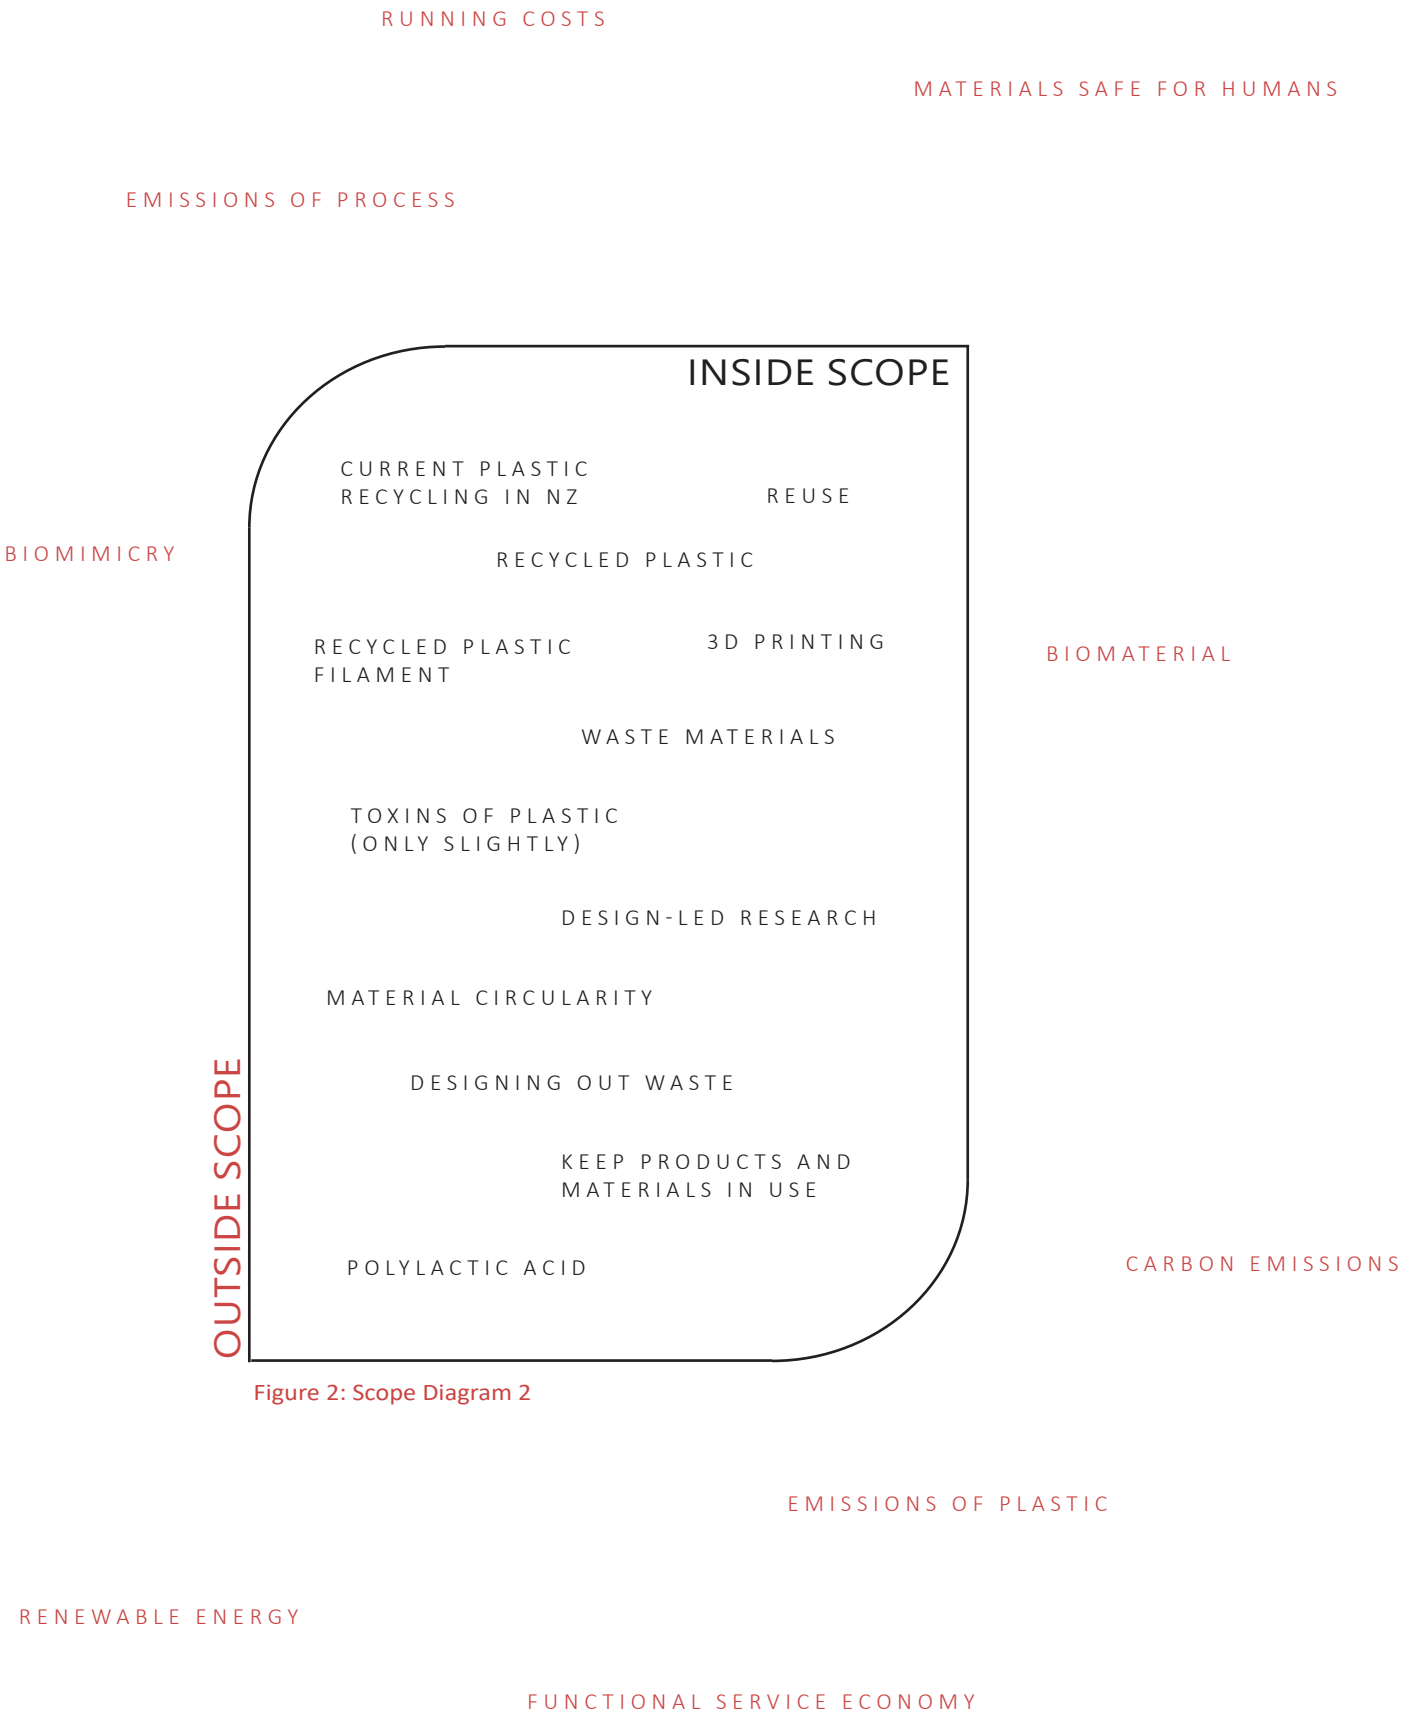 RUNNING COSTS
MATERIALS SAFE FOR HUMANS
EMISSIONS OF PROCESS
INSIDE SCOPE
CURRENT PLASTIC
RECYCLING IN NZ
REUSE
BIOMIMICRY
RECYCLED PLASTIC
RECYCLED PLASTIC
FILAMENT
3D PRINTING
BIOMATERIAL
WASTE MATERIALS
TOXINS OF PLASTIC
(ONLY SLIGHTLY)
DESIGN-LED RESEARCH
MATERIAL CIRCULARITY
OUTSIDE SCOPE
DESIGNING OUT WASTE
KEEP PRODUCTS AND
MATERIALS IN USE
POLYLACTIC ACID
CARBON EMISSIONS
Figure 2: Scope Diagram 2
EMISSIONS OF PLASTIC
RENEWABLE ENERGY
FUNCTIONAL SERVICE ECONOMY